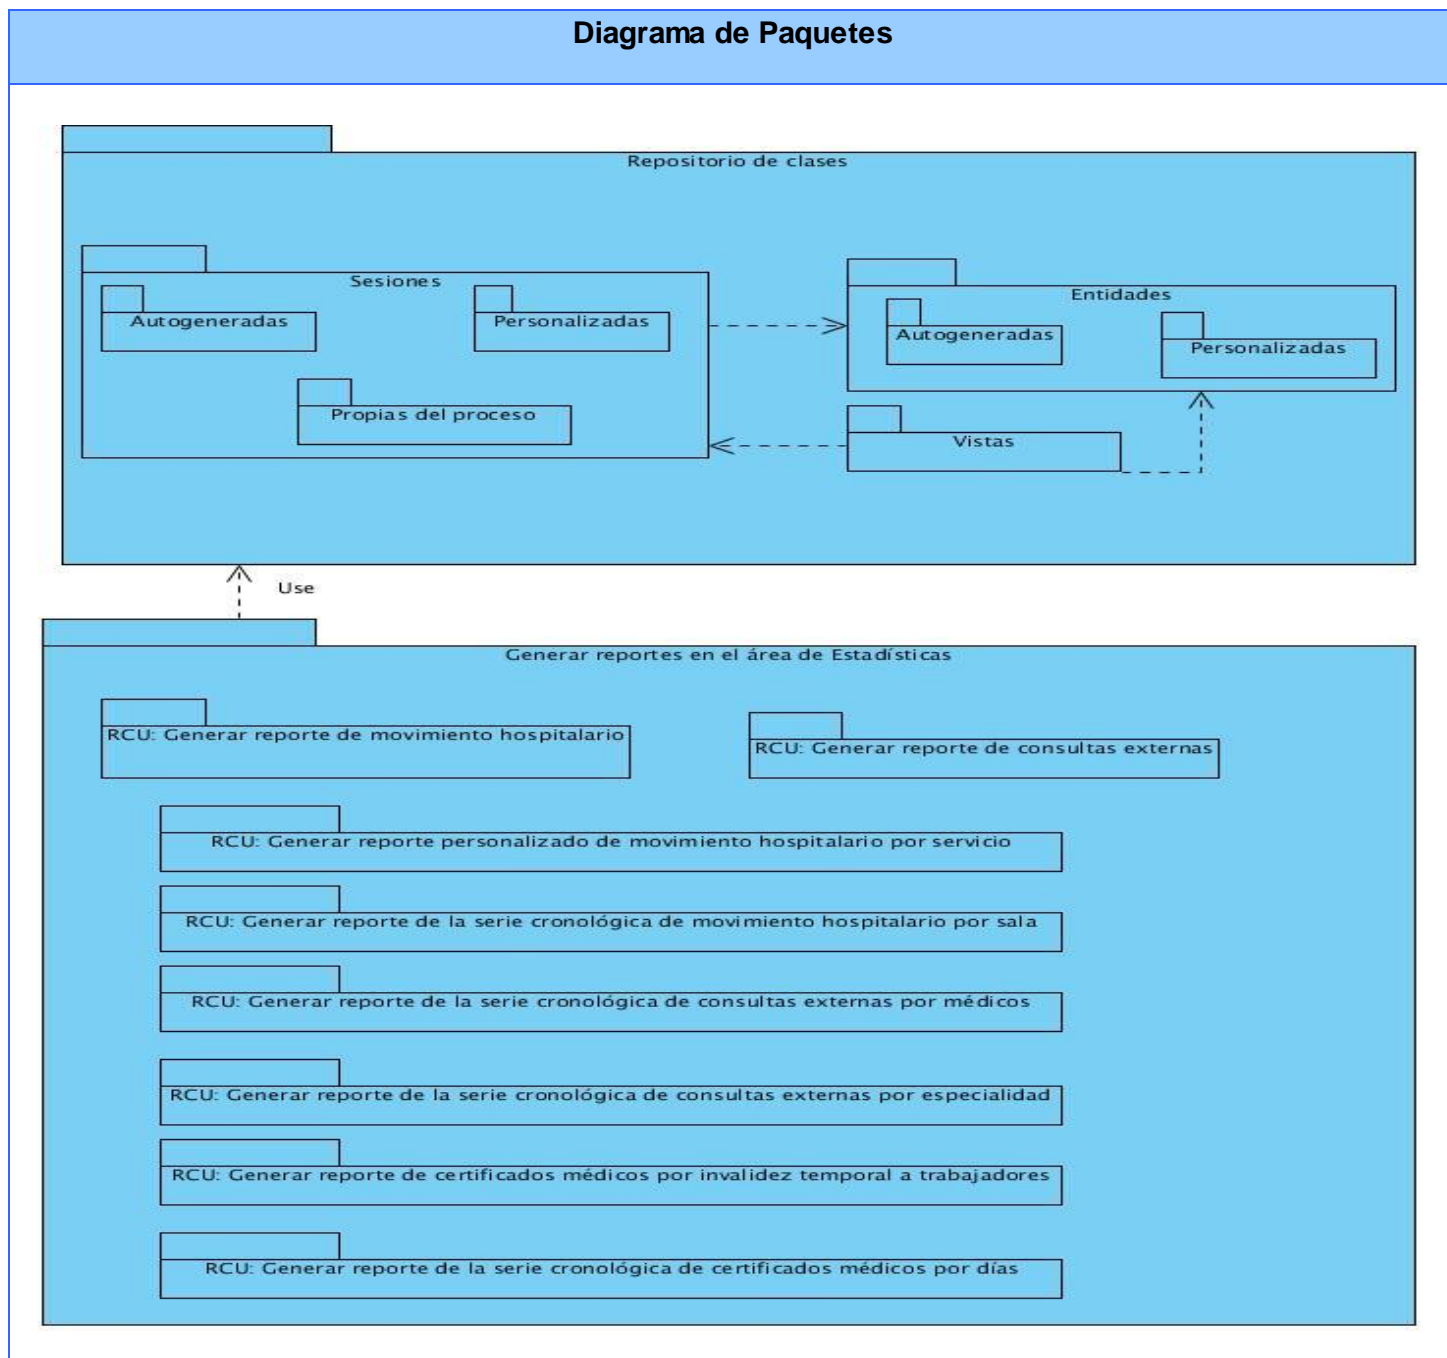 Diagrama de Paquetes
Repositorio de clases
Sesiones
Autogeneradas
Personalizadas
Propias del proceso
Entidades
Autogeneradas
Personalizadas
Vistas
Use
Generar reportes en el área de Estadísticas
RCU: Generar reporte de movimiento hospitalario
RCU: Generar reporte de consultas externas
RCU: Generar reporte personalizado de movimiento hospitalario por servicio
RCU: Generar reporte de la serie cronológica de movimiento hospitalario por sala
RCU: Generar reporte de la serie cronológica de consultas externas por médicos
RCU: Generar reporte de la serie cronológica de consultas externas por especialidad
RCU: Generar reporte de certificados médicos por invalidez temporal a trabajadores
RCU: Generar reporte de la serie cronológica de certificados médicos por días